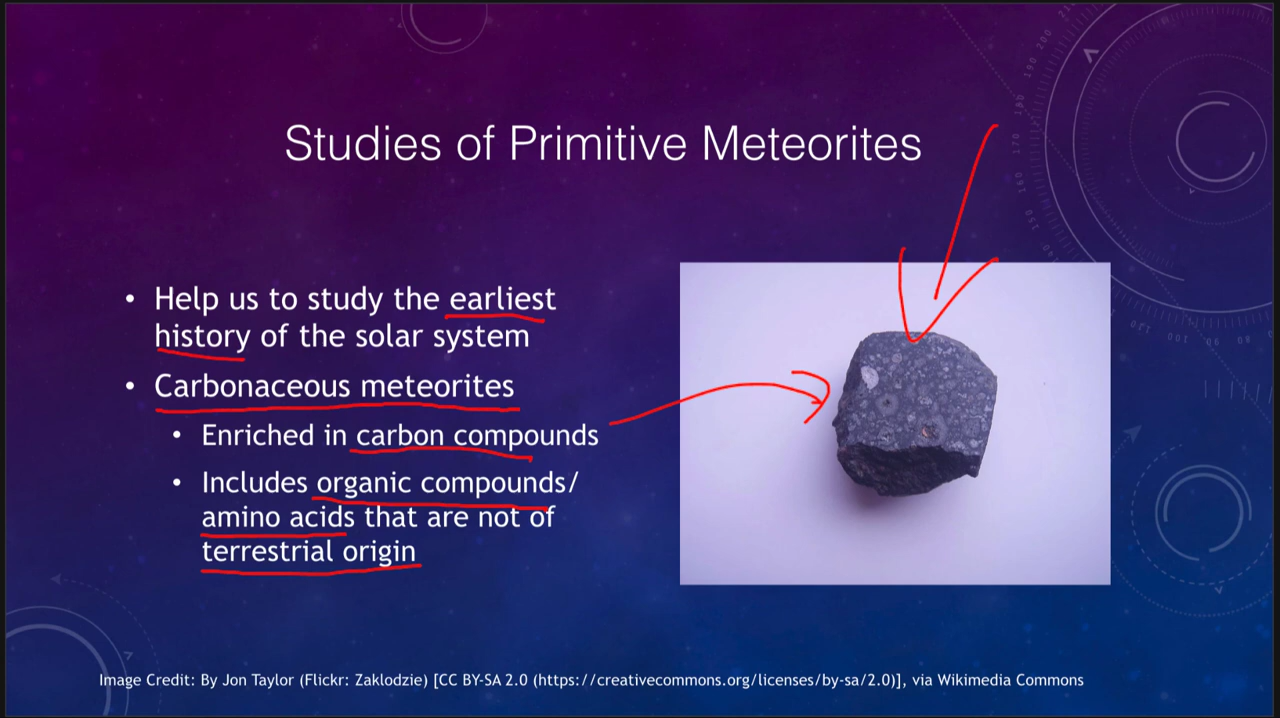 Studies of Primitive Meteorites
• Help us to study the earliest
history of the solar system
• Carbonaceous meteorites
• Enriched in carbon compounds
• Includes organic compounds/
amino acids that are not of
terrestrial origin
Image Credit: By Jon Taylor (Flickr: Zaklodzie) [CC BY-SA 2.0 (https://creativecommons.org/licenses/by-sa/2.0)], via Wikimedia Commons